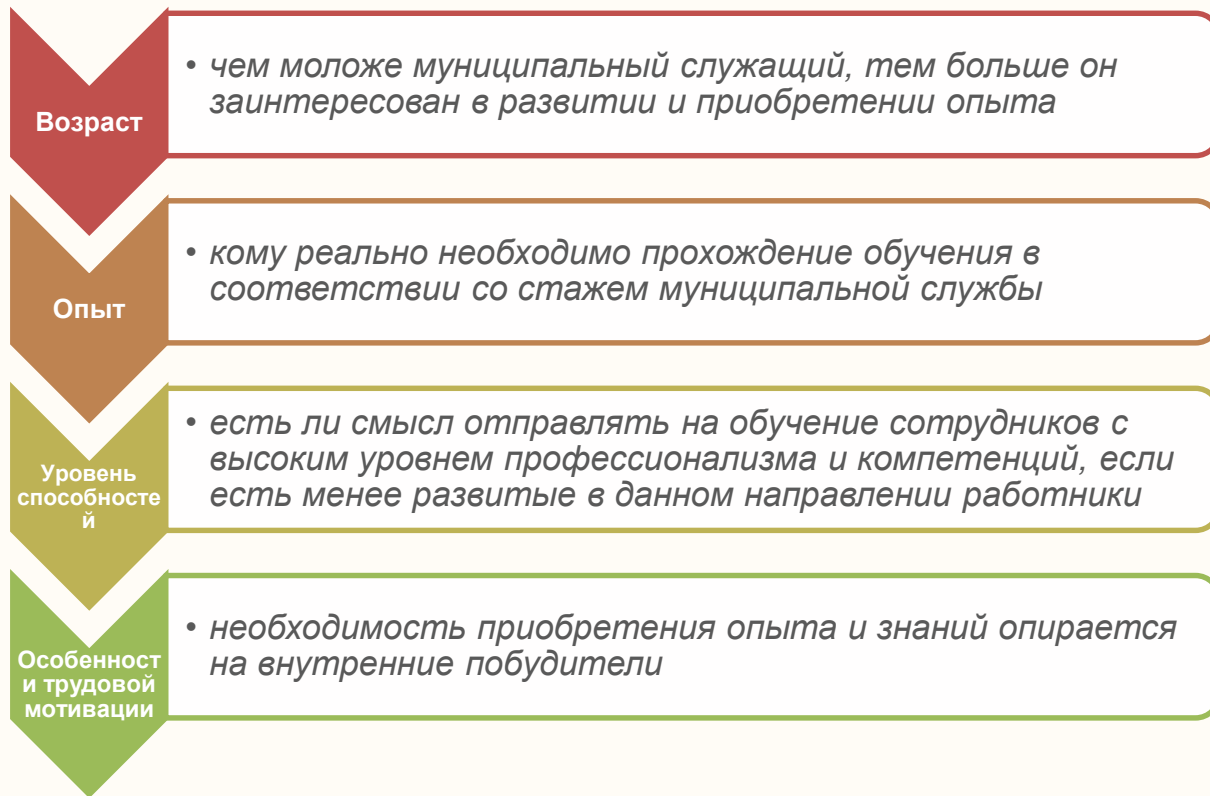 Возраст
• чем моложе муниципальный служащий, тем больше он
заинтересован в развитии и приобретении опыта
Опыт
• кому реально необходимо прохождение обучения в
соответствии со стажем муниципальной службы
Уровень
способносте
й
• есть ли смысл отправлять на обучение сотрудников с
высоким уровнем профессионализма и компетенций, если
есть менее развитые в данном направлении работники
Особенност
и трудовой
мотивации
• необходимость приобретения опыта и знаний опирается
на внутренние побудители